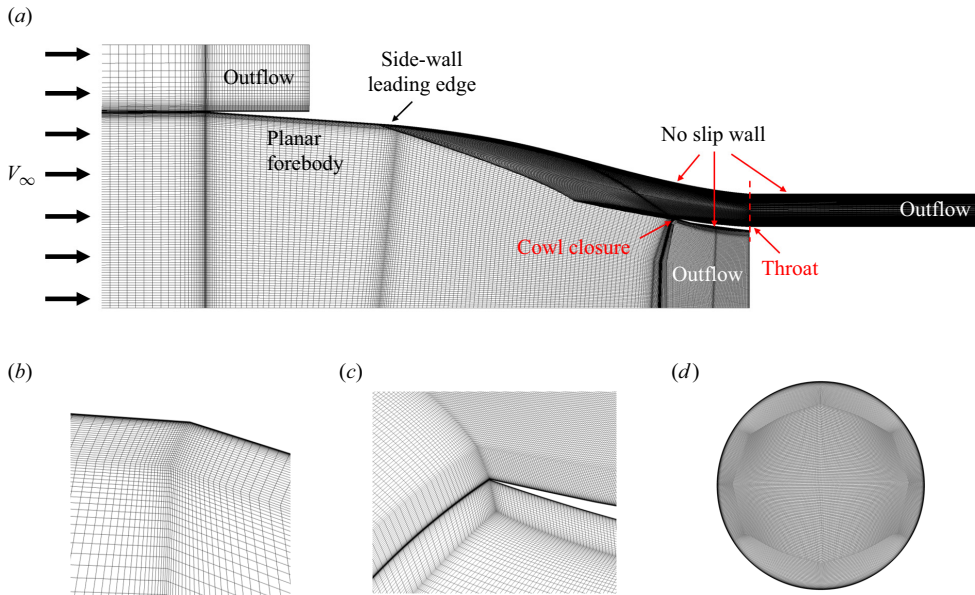 (a)
Outflow
Side-wall
leading edge
Planar
forebody
No slip wall
V∞
Outflow
Cowl closure
Outflow
Throat
(b)
(c)
(d)